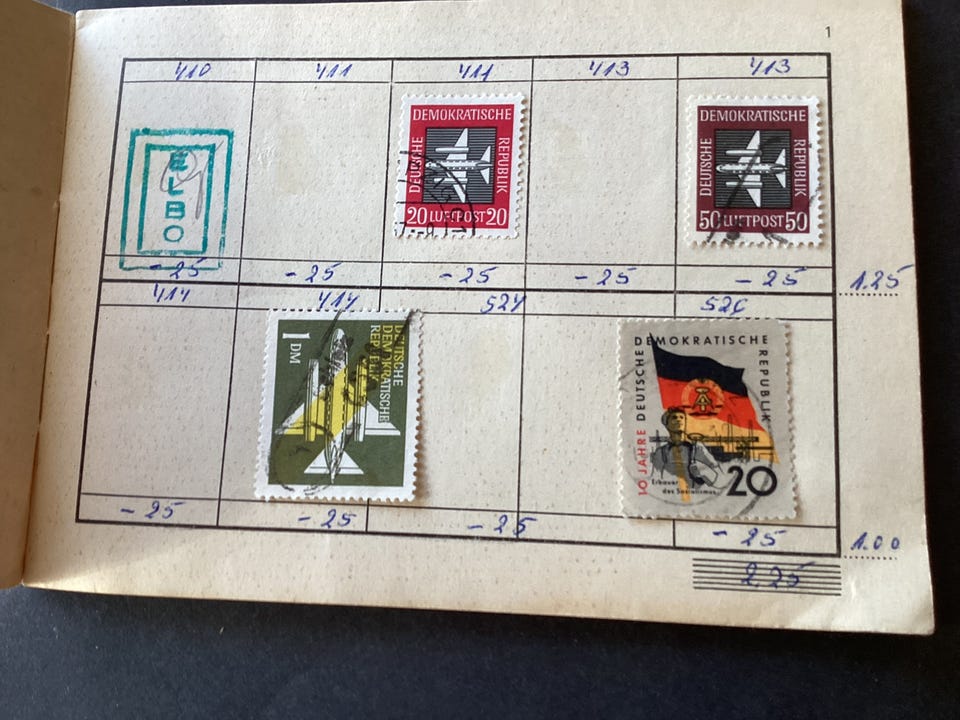 1
410 411 411 413 413
ELBO
DEMOKRATISCHE
DEUTSCHE
REPUBLIK
20 LUFTPOST 20
DEMOKRATISCHE
DEUTSCHE
REPUBLIK
50 LUFTPOST 50
-25 -25 -25 -25 -25 1.25
414 414 524 526
1 DM
DEUTSCHE
DEMOKRATISCHE
REPUBLIK
10 JAHRE DEUTSCHE DEMOKRATISCHE REPUBLIK
Erbauer
des Sozialismus
20
-25 -25 -25 -25 1.00
2.25